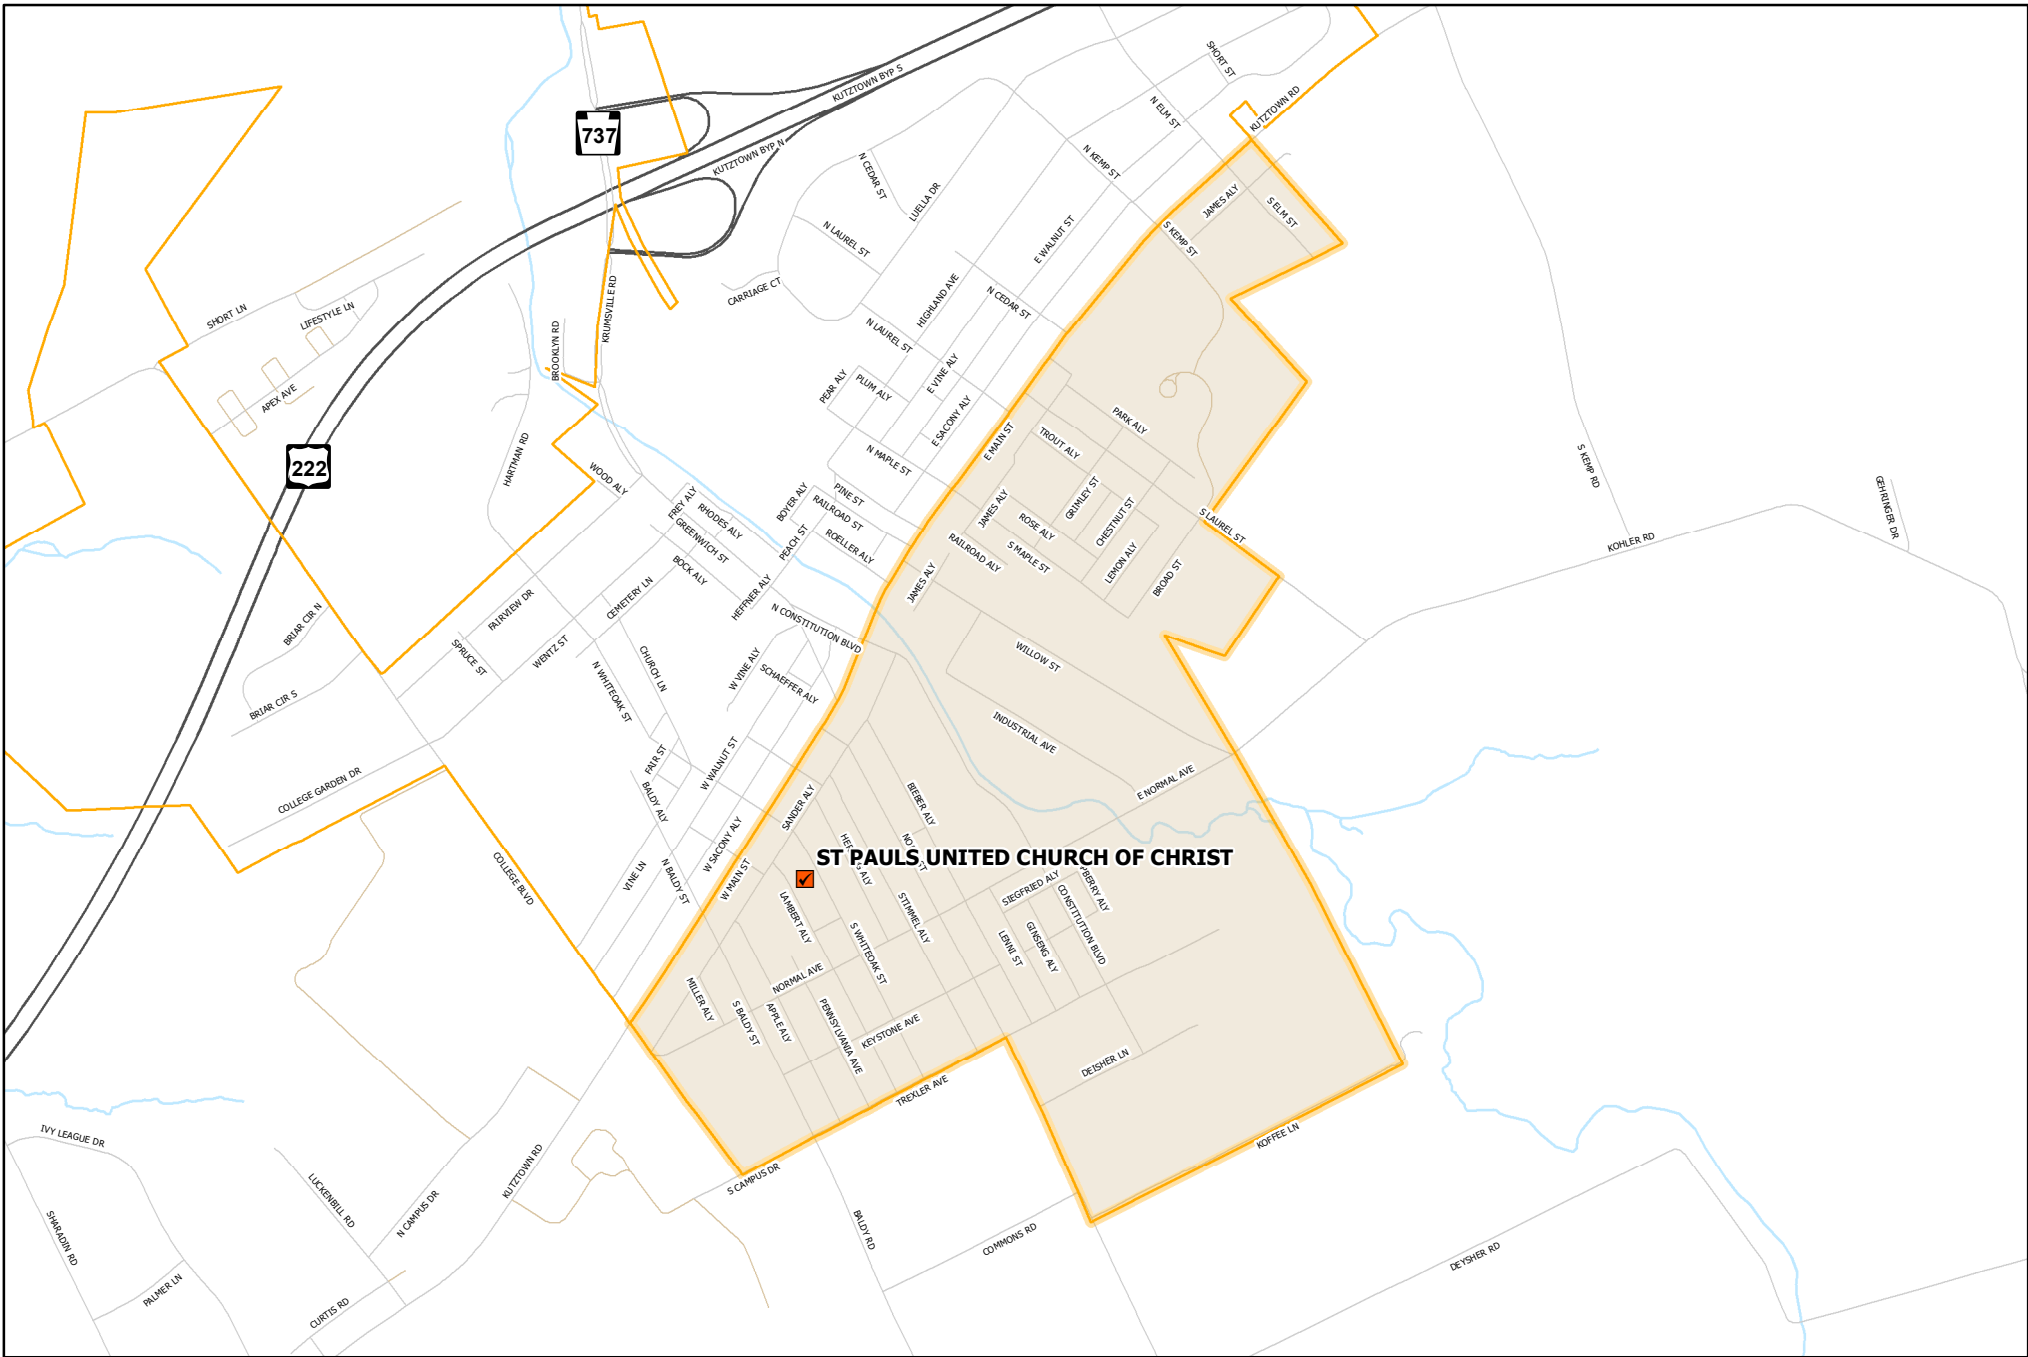 SHORT ST
KUTZTOWN BYP S
N ELM ST
KUTZTOWN RD
737
KUTZTOWN BYP N
N KEMP ST
N CEDAR ST
LUELLA DR
JAMES ALY
S ELM ST
S KEMP ST
N LAUREL ST
E WALNUT ST
CARRIAGE CT
HIGHLAND AVE
N CEDAR ST
KRUMSVILLE RD
SHORT LN
LIFESTYLE LN
BROOKLYN RD
N LAUREL ST
E VINE ALY
PEAR ALY
PLUM ALY
APEX AVE
E SACONY ALY
PARK ALY
E MAIN ST
TROUT ALY
HARTMAN RD
N MAPLE ST
222
WOOD ALY
S KEMP RD
GEHRINGER DR
FREY ALY
RHODES ALY
BOYER ALY
PINE ST
RAILROAD ST
GRIMLEY ST
JAMES ALY
CHESTNUT ST
ROSE ALY
S LAUREL ST
GREENWICH ST
PEACH ST
ROELLER ALY
RAILROAD ALY
S MAPLE ST
KOHLER RD
BOCK ALY
LEMON ALY
BROAD ST
JAMES ALY
HEFFNER ALY
CEMETERY LN
FAIRVIEW DR
BRIAR CIR N
N CONSTITUTION BLVD
SPRUCE ST
WENTZ ST
CHURCH LN
WILLOW ST
W VINE ALY
SCHAEFFER ALY
N WHITEOAK ST
BRIAR CIR S
INDUSTRIAL AVE
FAIR ST
W WALNUT ST
E NORMAL AVE
COLLEGE GARDEN DR
BALDY ALY
SANDER ALY
BIEBER ALY
W SACONY ALY
ST PAULS UNITED CHURCH OF CHRIST
COLLEGE BLVD
VINE LN
N BALDY ST
W MAIN ST
SIEGFRIED ALY
CONSTITUTION BLVD
LAMBERT ALY
STIMMEL ALY
S WHITEOAK ST
LENNI ST
GINSENG ALY
NORMAL AVE
MILLER ALY
S BALDY ST
APPLE ALY
PENNSYLVANIA AVE
KEYSTONE AVE
DEISHER LN
TREXLER AVE
IVY LEAGUE DR
KOFFEE LN
KUTZTOWN RD
S CAMPUS DR
LUCKENBILL RD
N CAMPUS DR
SHARADIN RD
BALDY RD
COMMONS RD
DEYSHER RD
PALMER LN
CURTIS RD